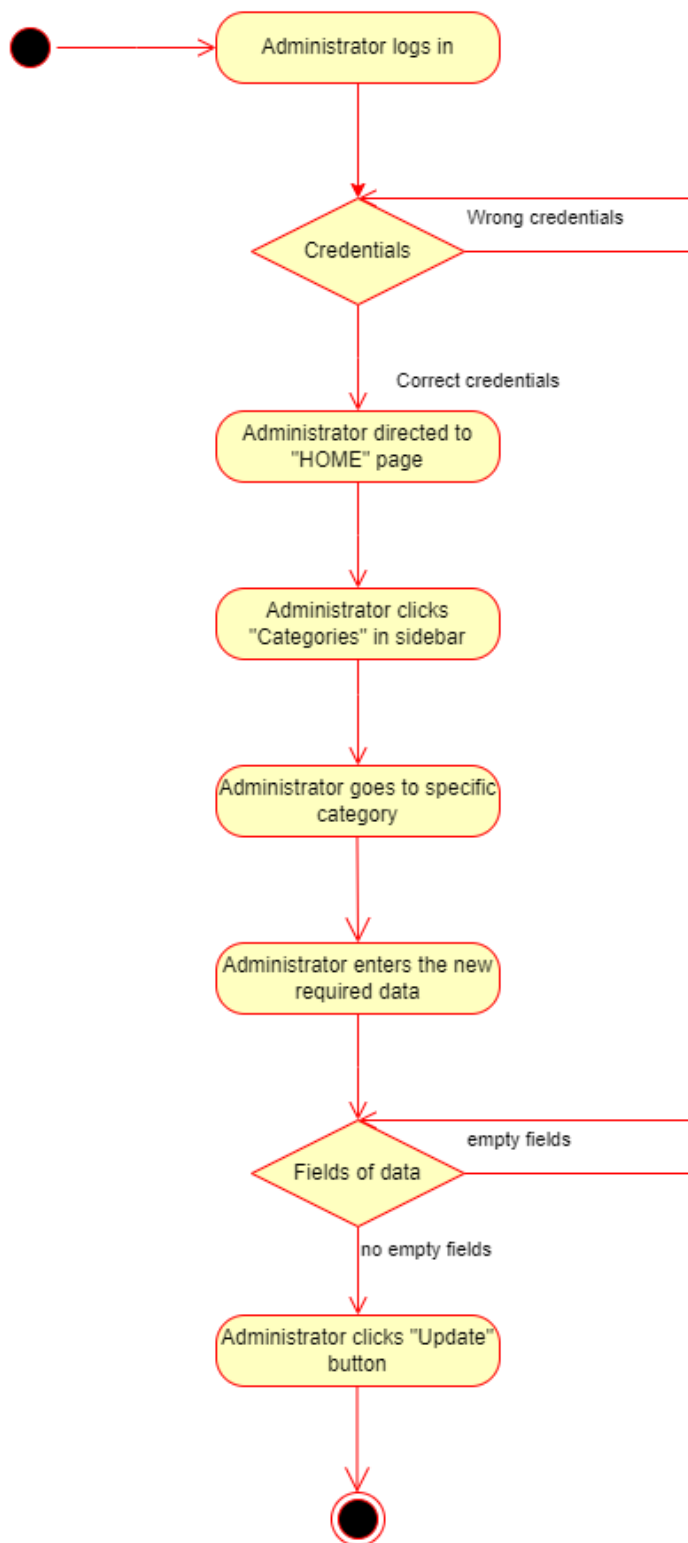 Administrator logs in
Wrong credentials
Credentials
Correct credentials
Administrator directed to
"HOME" page
Administrator clicks
"Categories" in sidebar
Administrator goes to specific
category
Administrator enters the new
required data
empty fields
Fields of data
no empty fields
Administrator clicks "Update"
button